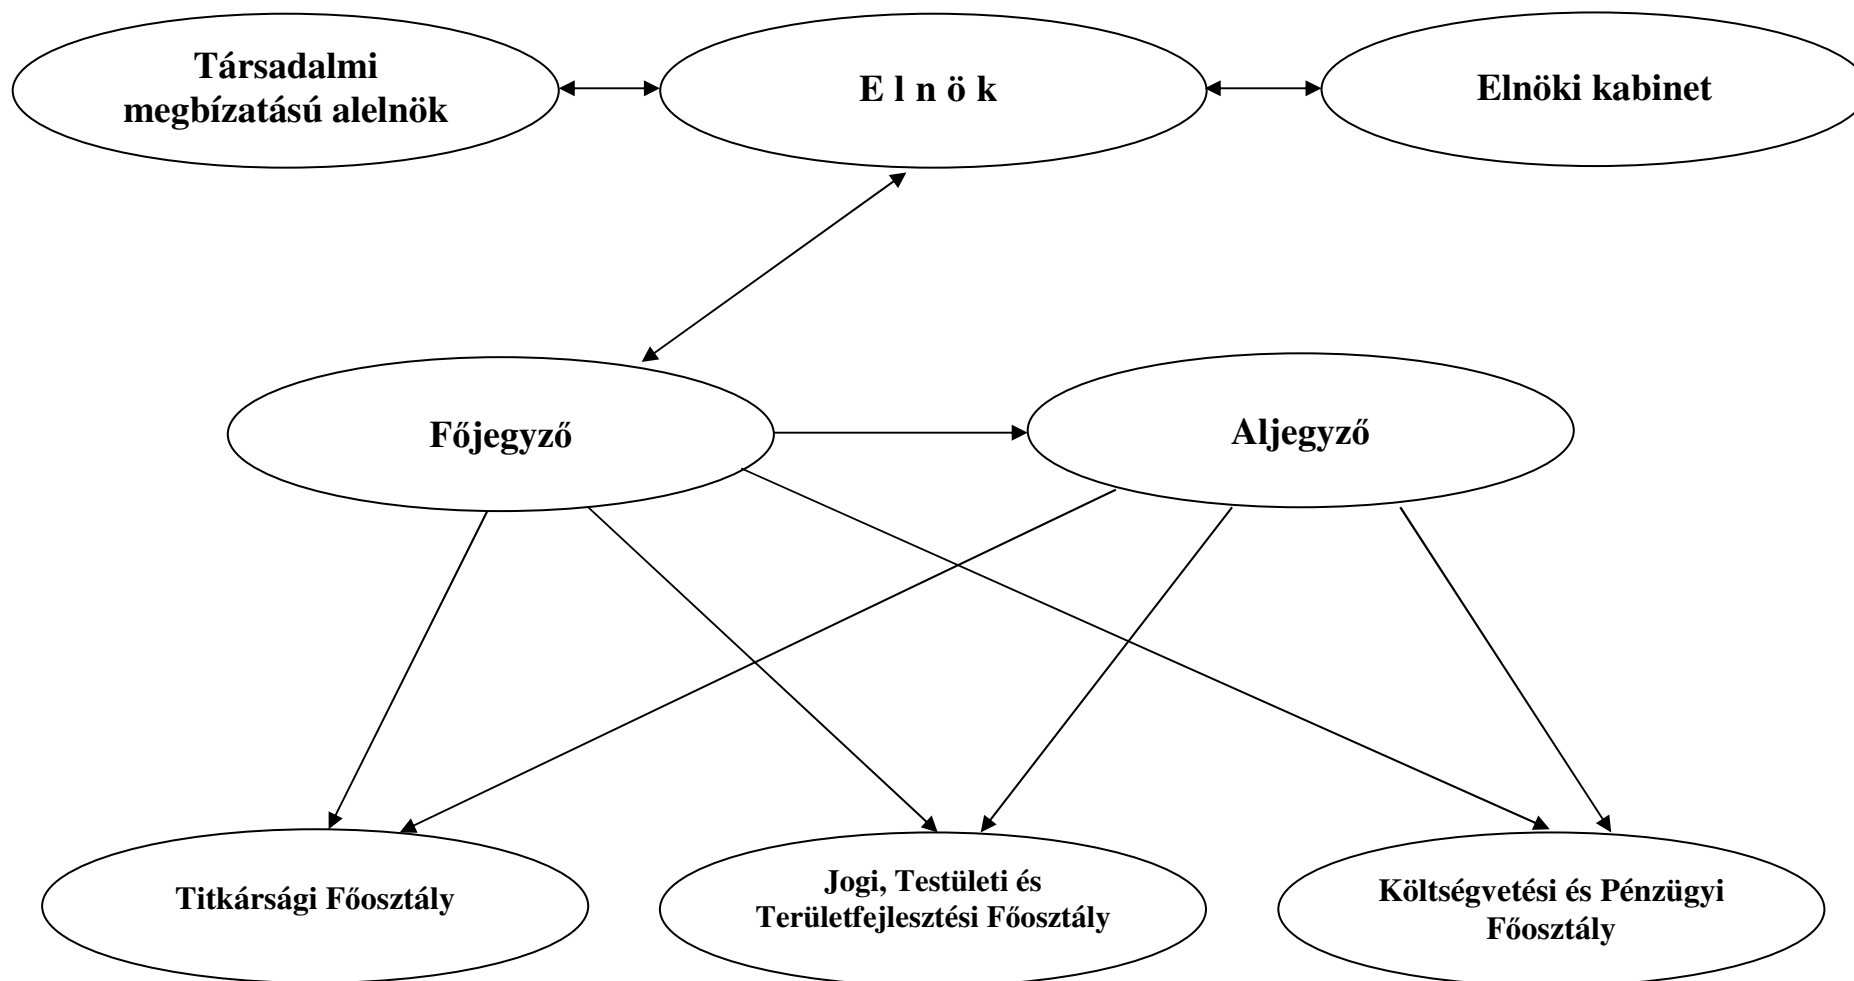 Társadalmi
megbízatású alelnök
E l n ö k
Elnöki kabinet
Főjegyző
Aljegyző
Titkársági Főosztály
Jogi, Testületi és
Területfejlesztési Főosztály
Költségvetési és Pénzügyi
Főosztály